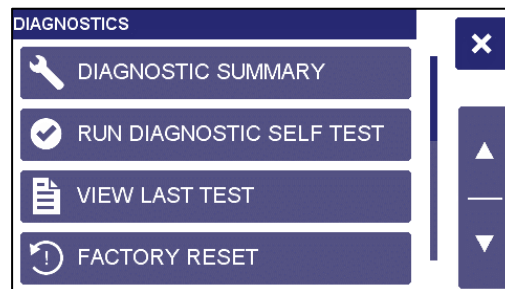 DIAGNOSTICS
DIAGNOSTIC SUMMARY
RUN DIAGNOSTIC SELF TEST
VIEW LAST TEST
FACTORY RESET